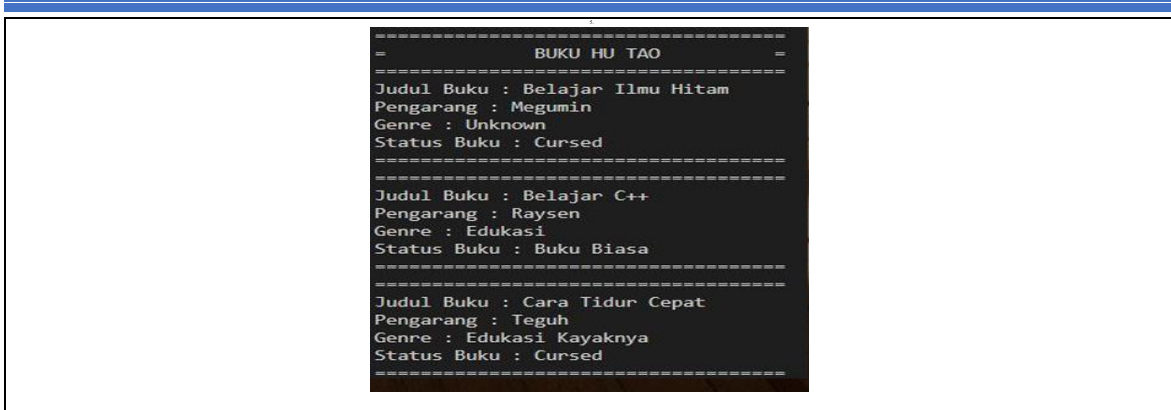 ====================================
= BUKU HU TAO =
====================================
Judul Buku : Belajar Ilmu Hitam
Pengarang : Megumin
Genre : Unknown
Status Buku : Cursed
====================================
====================================
Judul Buku : Belajar C++
Pengarang : Raysen
Genre : Edukasi
Status Buku : Buku Biasa
====================================
====================================
Judul Buku : Cara Tidur Cepat
Pengarang : Teguh
Genre : Edukasi Kayaknya
Status Buku : Cursed
====================================